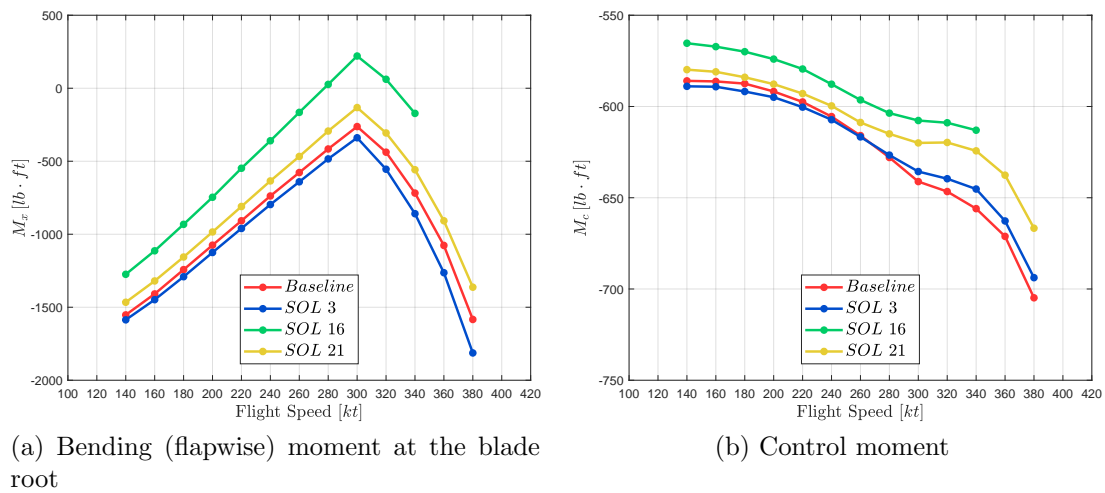 500
0
-500
-1000
-1500
-2000
M_x [lb · ft]
Baseline
SOL 3
SOL 16
SOL 21
100 120 140 160 180 200 220 240 260 280 300 320 340 360 380 400 420
Flight Speed [kt]
(a) Bending (flapwise) moment at the blade
root
-550
-600
-650
-700
-750
M_c [lb · ft]
Baseline
SOL 3
SOL 16
SOL 21
100 120 140 160 180 200 220 240 260 280 300 320 340 360 380 400 420
Flight Speed [kt]
(b) Control moment